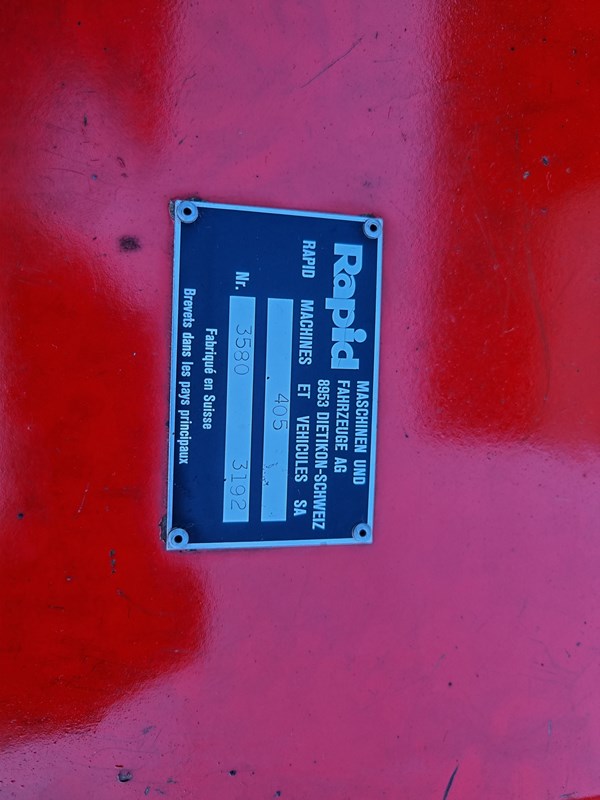 Rapid
MASCHINEN UND
FAHRZEUGE AG
8953 DIETIKON-SCHWEIZ
RAPID MACHINES ET VEHICULES SA
405
Nr. 3580 3192
Fabriqué en Suisse
Brevets dans les pays principaux